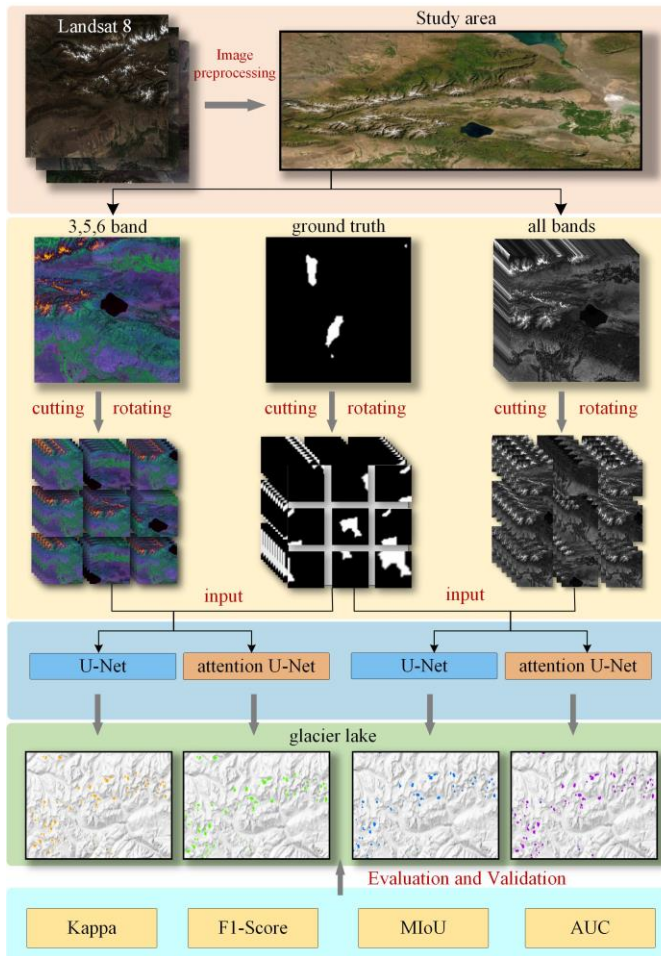 Landsat 8
Study area
Image
preprocessing
3,5,6 band
ground truth
all bands
cutting rotating
cutting rotating
cutting rotating
input
input
U-Net
attention U-Net
U-Net
attention U-Net
glacier lake
Evaluation and Validation
Kappa
F1-Score
MIoU
AUC